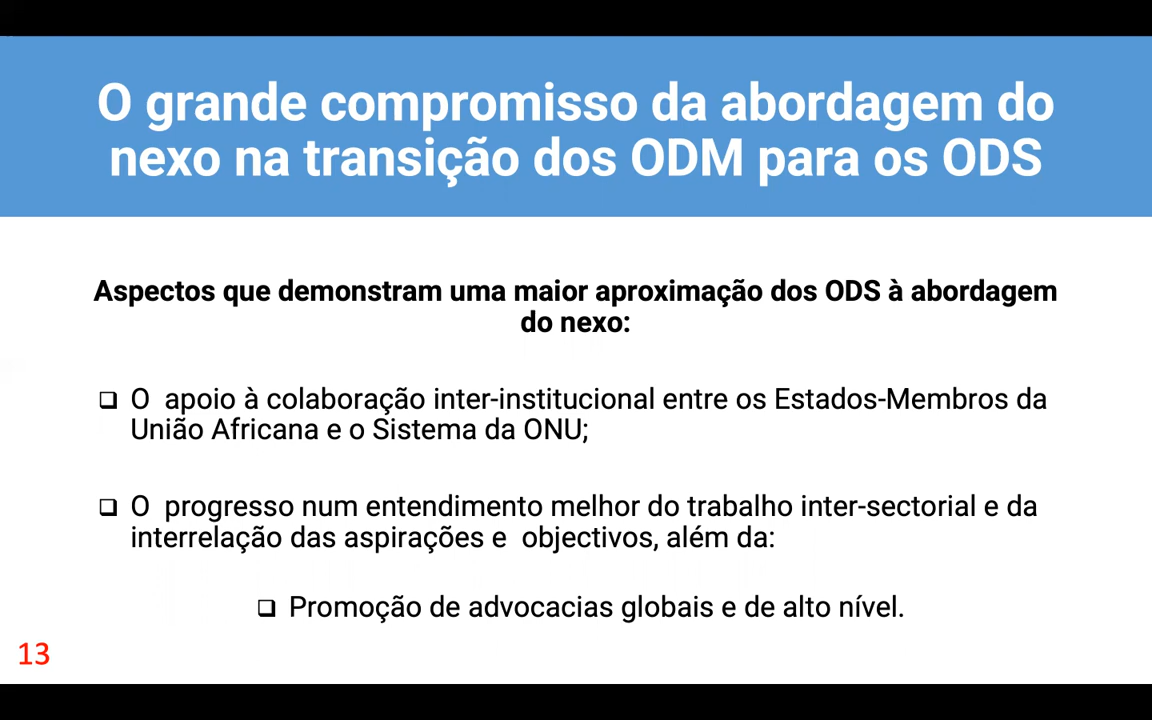 O grande compromisso da abordagem do
nexo na transição dos ODM para os ODS
Aspectos que demonstram uma maior aproximação dos ODS à abordagem
do nexo:
❑ O apoio à colaboração inter-institucional entre os Estados-Membros da
União Africana e o Sistema da ONU;
❑ O progresso num entendimento melhor do trabalho inter-sectorial e da
interrelação das aspirações e objectivos, além da:
❑ Promoção de advocacias globais e de alto nível.
13